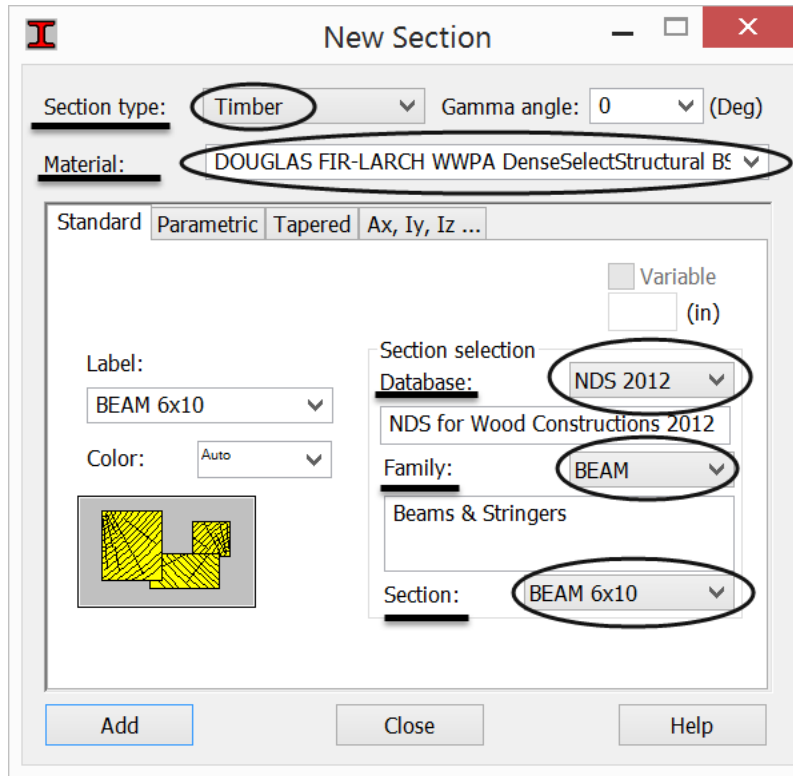 New Section
Section type: Timber Gamma angle: 0 (Deg)
Material: DOUGLAS FIR-LARCH WWPA DenseSelectStructural BS
Standard Parametric Tapered Ax, Iy, Iz ...
Variable
(in)
Label:
BEAM 6x10
Color: Auto
Section selection
Database: NDS 2012
NDS for Wood Constructions 2012
Family: BEAM
Beams & Stringers
Section: BEAM 6x10
Add Close Help